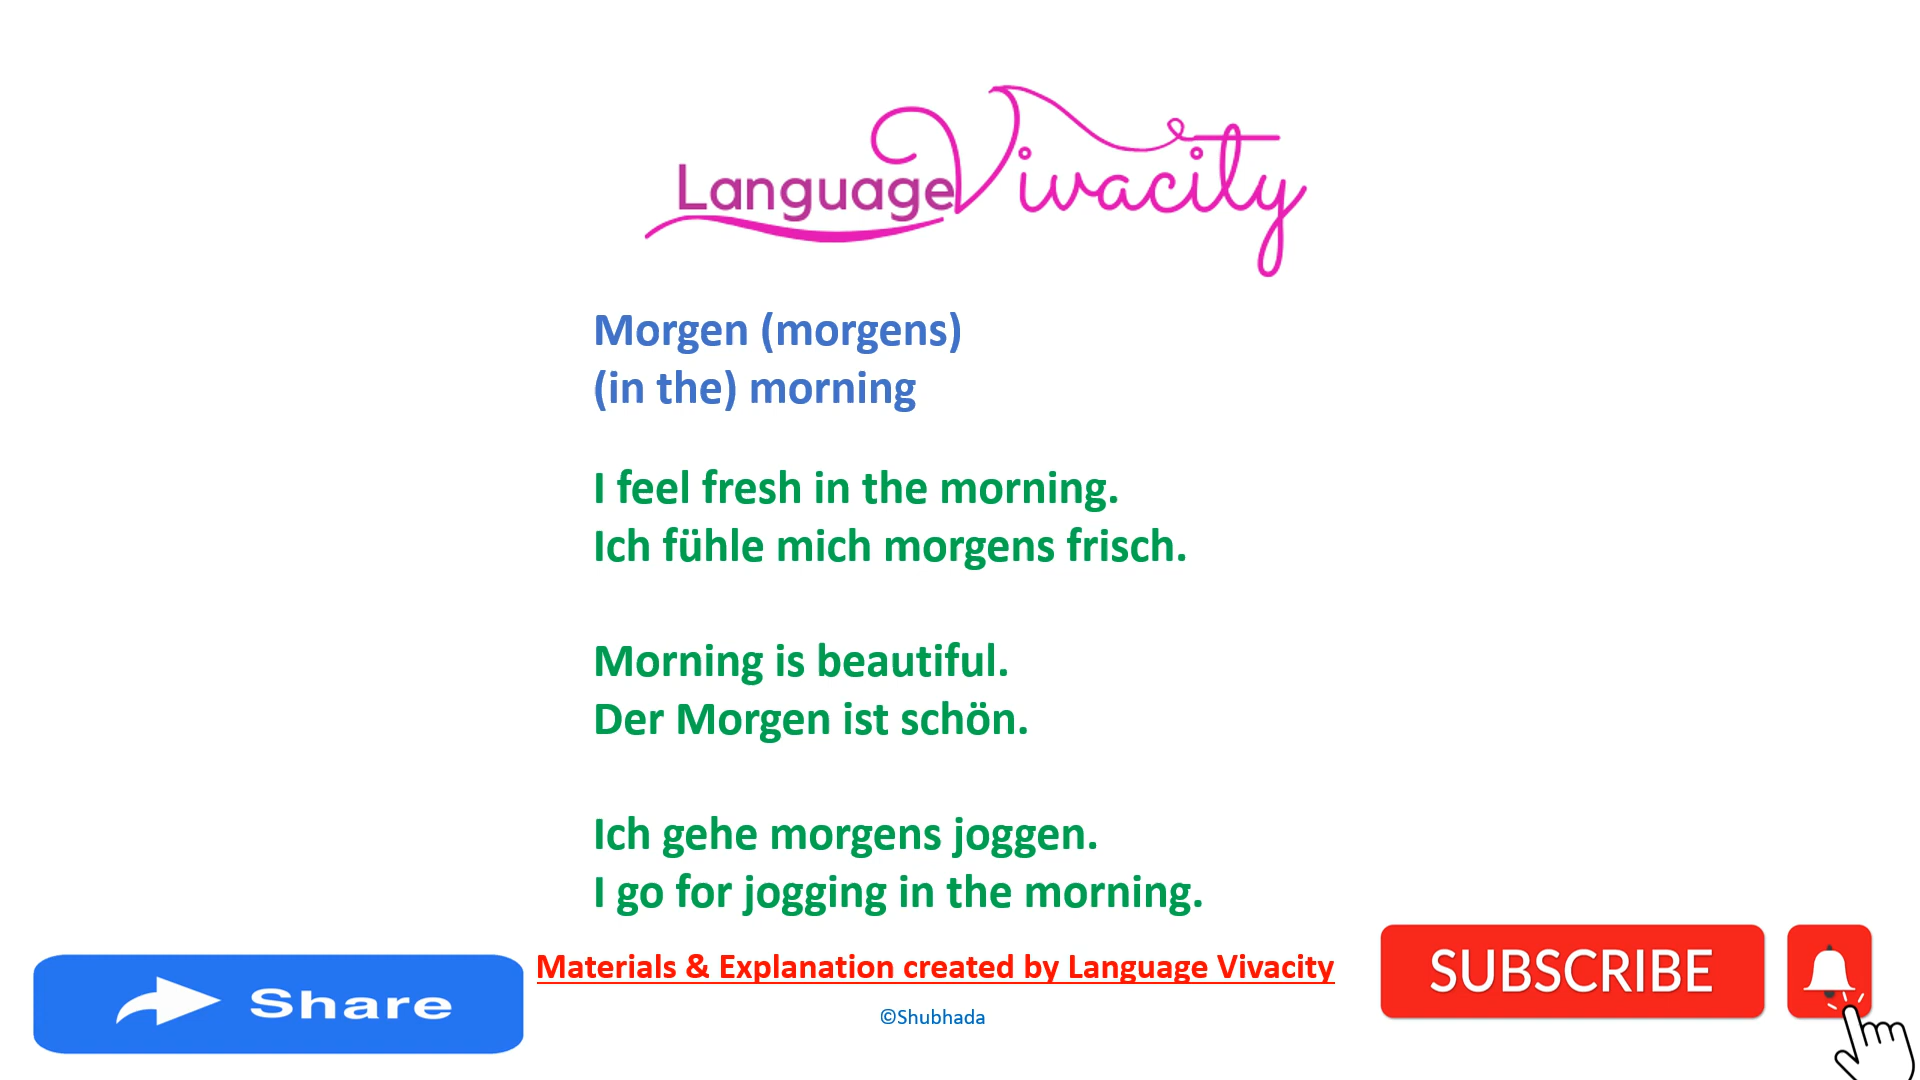 Language Vivacity
Morgen (morgens)
(in the) morning
I feel fresh in the morning.
Ich fühle mich morgens frisch.
Morning is beautiful.
Der Morgen ist schön.
Ich gehe morgens joggen.
I go for jogging in the morning.
Materials & Explanation created by Language Vivacity
©Shubhada
Share
SUBSCRIBE